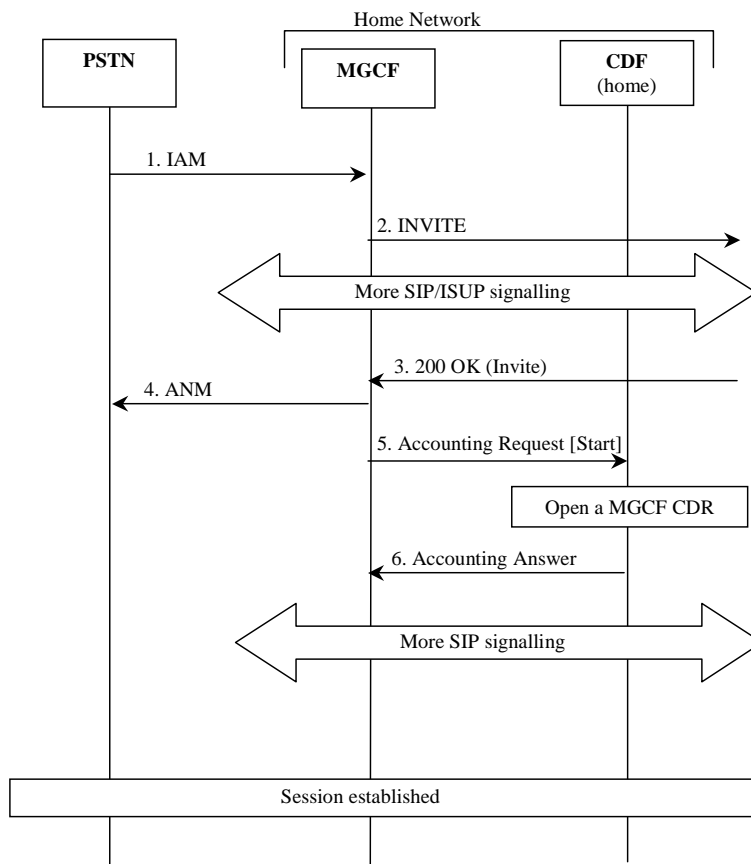 Home Network
PSTN
MGCF
CDF
(home)
1. IAM
2. INVITE
More SIP/ISUP signalling
3. 200 OK (Invite)
4. ANM
5. Accounting Request [Start]
Open a MGCF CDR
6. Accounting Answer
More SIP signalling
Session established